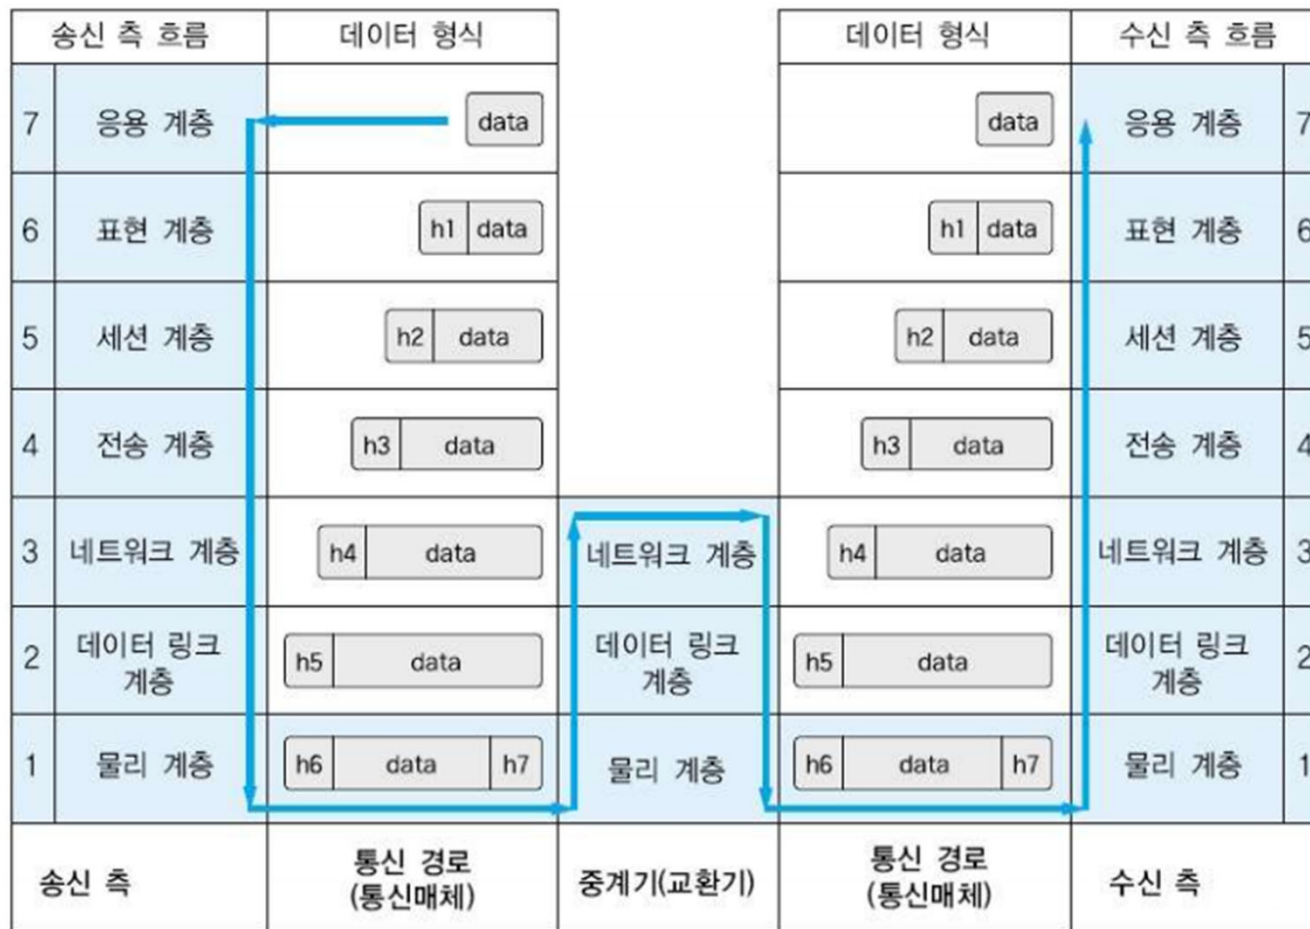 송신 측 흐름 데이터 형식 데이터 형식 수신 측 흐름
7 응용 계층 data data 응용 계층 7
6 표현 계층 h1 data h1 data 표현 계층 6
5 세션 계층 h2 data h2 data 세션 계층 5
4 전송 계층 h3 data h3 data 전송 계층 4
3 네트워크 계층 h4 data 네트워크 계층 h4 data 네트워크 계층 3
2 데이터 링크 계층 h5 data 데이터 링크 계층 h5 data 데이터 링크 계층 2
1 물리 계층 h6 data h7 물리 계층 h6 data h7 물리 계층 1
송신 측 통신 경로 (통신매체) 중계기(교환기) 통신 경로 (통신매체) 수신 측